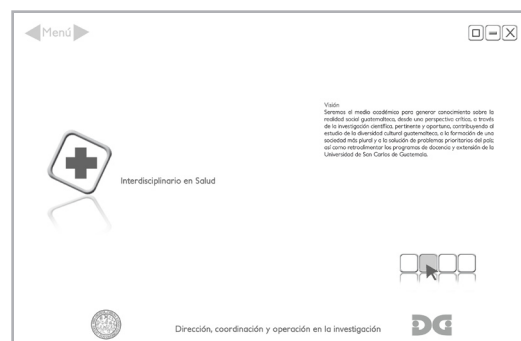 Menú
Visión
Seremos el medio académico para generar conocimiento sobre la
realidad social guatemalteca, desde una perspectiva crítica, a través
de la investigación científica, pertinente y oportuna, contribuyendo al
estudio de la diversidad cultural guatemalteca, a la formación de una
sociedad más plural y a la solución de problemas prioritarios del país;
así como retroalimentar los programas de docencia y extensión de la
Universidad de San Carlos de Guatemala.
Interdisciplinario en Salud
Dirección, coordinación y operación en la investigación